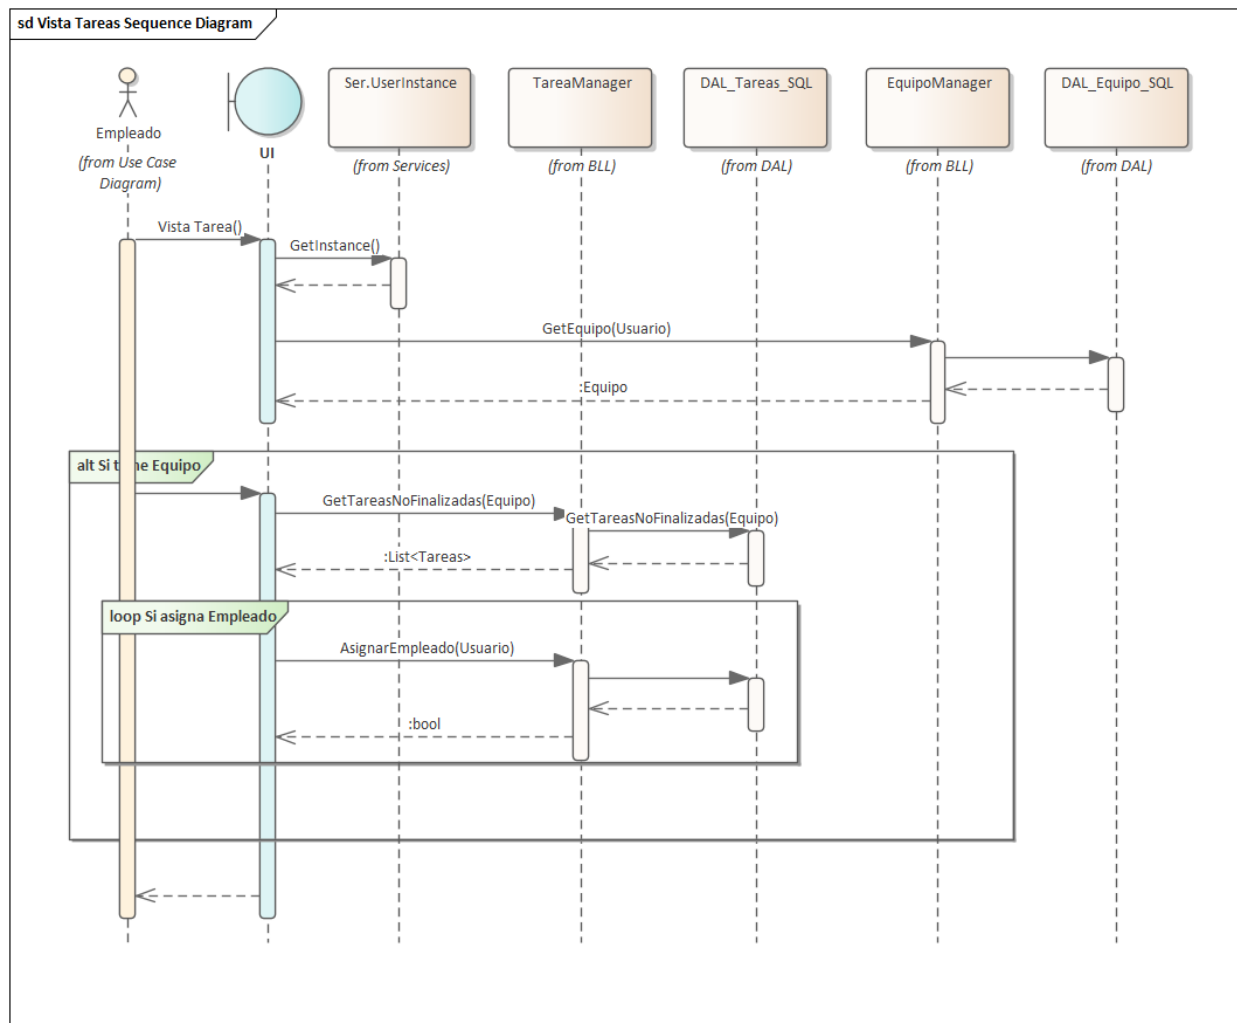 sd Vista Tareas Sequence Diagram
Ser.UserInstance
TareaManager
DAL_Tareas_SQL
EquipoManager
DAL_Equipo_SQL
Empleado
UI
(from Use Case
Diagram)
(from Services)
(from BLL)
(from DAL)
(from BLL)
(from DAL)
Vista Tarea()
GetInstance()
GetEquipo(Usuario)
:Equipo
alt Si Equipo
GetTareasNoFinalizadas(Equipo)
GetTareasNoFinalizadas(Equipo)
:List<Tareas>
loop Si asigna Empleado
AsignarEmpleado(Usuario)
:bool